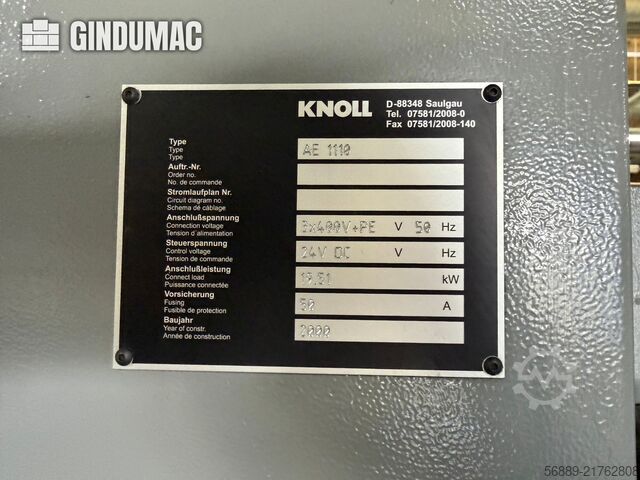 GINDUMAC
KNOLL
D-88348 Saulgau
Tel. 07581/2008-0
Fax 07581/2008-140
Type AE 1110
Type
Type
Auftr.-Nr.
Order no.
No. de commande
Stromlaufplan Nr.
Circuit diagram no.
Schema de câblage
Anschlußspannung 3x400V+PE V 50 Hz
Connection voltage
Tension d´alimentation
Steuerspannung 24V DC V Hz
Control voltage
Tension de commande
Anschlußleistung 19.51 kW
Connect load
Puissance connectée
Vorsicherung 50 A
Fusing
Fusible de protection
Baujahr 2000
Year of constr.
Année de construction
56889-21762808